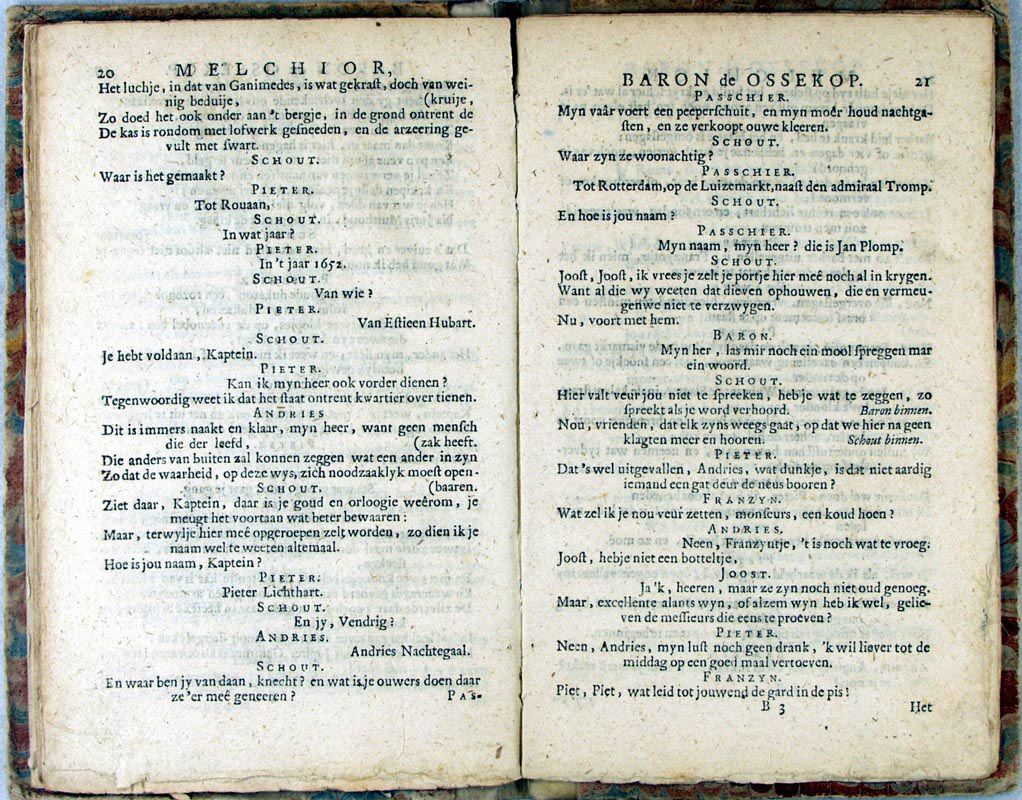 20 MELCHIOR,
Het luchje, in dat van Ganimedes, is wat gekraſt, doch van wei-
nig beduije, (kruije,
Zo doed het ook onder aan 't bergje, in de grond ontrent de
De kas is rondom met lofwerk geſneeden, en de arzeering ge-
vult met ſwart.
SCHOUT.
Waar is het gemaakt?
PIETER.
Tot Rouaan,
SCHOUT.
In wat jaar?
PIETER.
In 't jaar 1652.
SCHOUT.
Van wie?
PIETER.
Van Eſtieen Hubart.
SCHOUT.
Je hebt voldaan, Kaptein.
PIETER.
Kan ik myn heer ook vorder dienen?
Tegenwoordig weet ik dat het ſtaat ontrent kwartier over tienen.
ANDRIES
Dit is immers naakt en klaar, myn heer, want geen menſch
die der leefd, (zak heeft.
Die anders van buiten zal konnen zeggen wat een ander in zyn
Zo dat de waarheid, op deze wys, zich noodzaaklyk moeſt open-
SCHOUT. (baaren.
Ziet daar, Kaptein, daar is je goud en orloogie weêrom, je
meugt het voortaan wat beter bewaaren:
Maar, terwylje hier meê opgeroepen zelt worden, zo dien ik je
naam wel te weeten altemaal.
Hoe is jou naam, Kaptein?
PIETER.
Pieter Lichthart.
SCHOUT.
En jy, Vendrig?
ANDRIES.
Andries Nachtegaal.
SCHOUT.
En waar ben jy van daan, knecht? en wat is je ouwers doen daar
ze 'er meê geneeren? PAS-
BARON de OSSEKOP. 21
PASSCHIER.
Myn vaâr voert een peeperſchuit, en myn moêr houd nachtga-
ſten, en ze verkoopt ouwe kleeren.
SCHOUT.
Waar zyn ze woonachtig?
PASSCHIER.
Tot Rotterdam, op de Luizemarkt, naaſt den admiraal Tromp.
SCHOUT.
En hoe is jou naam?
PASSCHIER.
Myn naam, myn heer? die is Jan Plomp.
SCHOUT.
Jooſt, Jooſt, ik vrees je zelt je porſje hier meê noch al in krygen.
Want al die wy weeten dat dieven ophouwen, die en vermeu-
gen we niet te verzwygen.
Nu, voort met hem.
BARON.
Myn her, las mir noch ein mool ſpreggen mar
ein woord.
SCHOUT.
Hier valt veur jou niet te ſpreeken, heb je wat te zeggen, zo
ſpreekt als je word verhoord. Baron binnen.
Nou, vrienden, dat elk zyns weegs gaat, op dat we hier na geen
klagten meer en hooren. Schout binnen.
PIETER.
Dat 's wel uitgevallen, Andries, wat dunkje, is dat niet aardig
iemaud een gat deur de neus booren?
FRANZYN.
Wat zel ik je nou veur zetten, monſeurs, een koud hoen?
ANDRIES.
Neen, Franzyntje, 't is noch wat te vroeg.
Jooſt, hebje niet een botteltje,
JOOST.
Ja 'k, heeren, maar ze zyn noch niet oud genoeg.
Maar, excellente alants wyn, of alzem wyn heb ik wel, gelie-
ven de meſſieurs die eens te proeven?
PIETER.
Neen, Andries, myn luſt noch geen drank, 'k wil liever tot de
middag op een goed maal vertoeven.
FRANZYN.
Piet, Piet, wat leid tot jouwend de gard in de pis!
B 3 Het